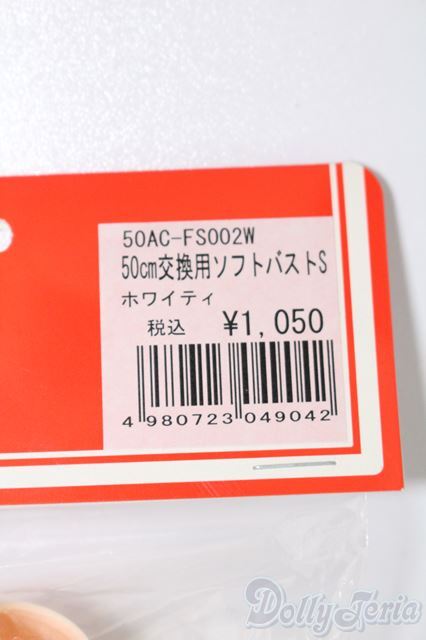 50AC-FS002W
50cm交換用ソフトバストS
ホワイティ
税込 ¥1,050
4 980723 049042
DollyTeria